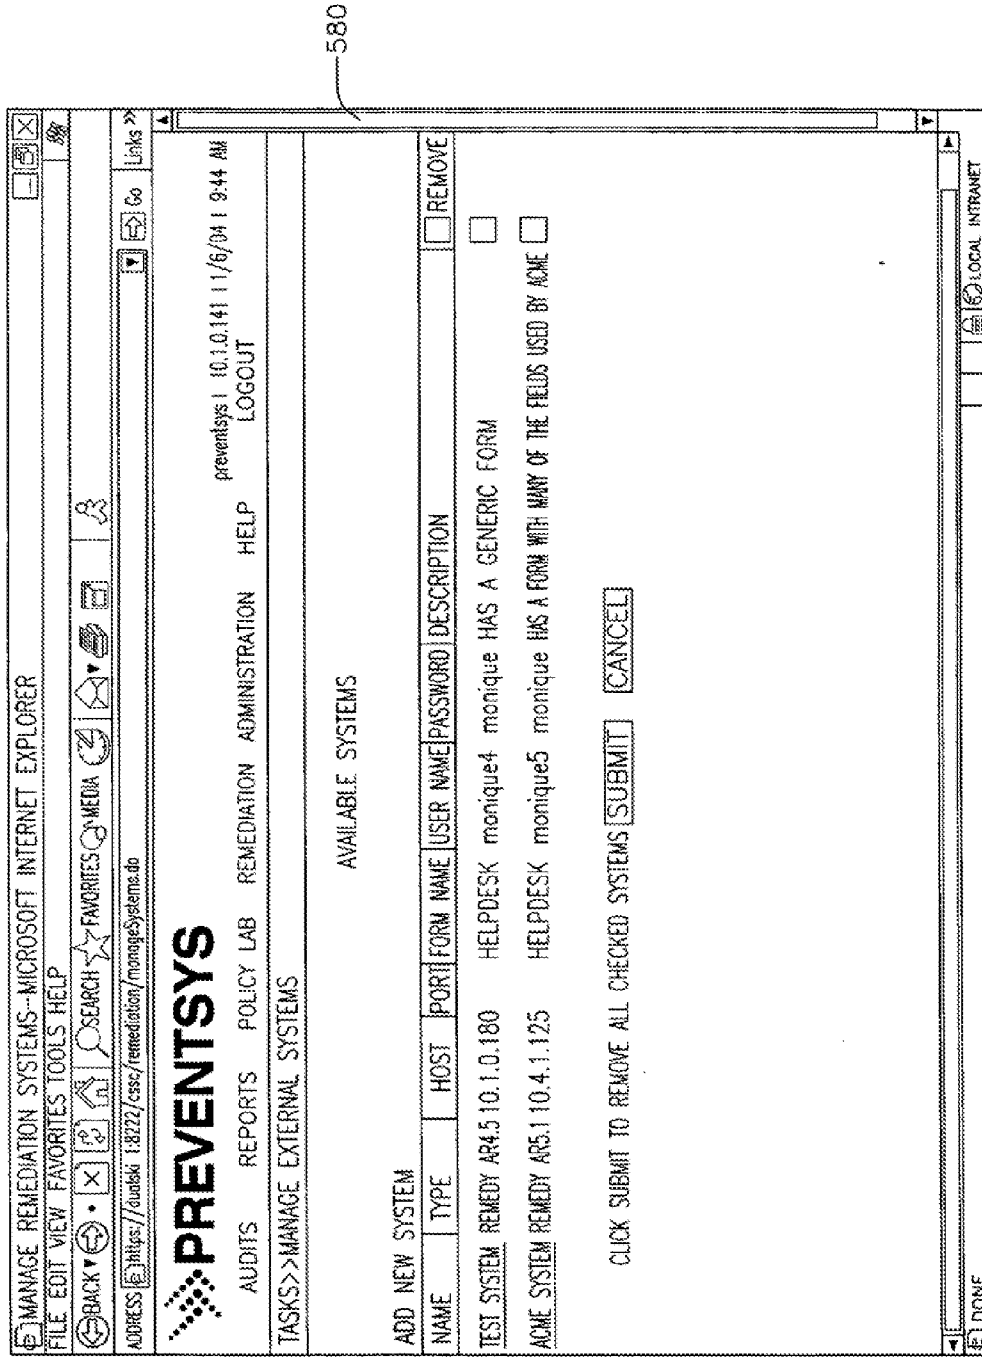 MANAGE REMEDIATION SYSTEMS--MICROSOFT INTERNET EXPLORER
FILE EDIT VIEW FAVORITES TOOLS HELP
BACK SEARCH FAVORITES MEDIA
ADDRESS https://dualski 1:8222/cssc/remediation/manageSystems.do Go Links »
PREVENTSYS
preventsys | 10.1.0.141 | 11/6/04 | 9:44 AM
AUDITS REPORTS POLICY LAB REMEDIATION ADMINISTRATION HELP LOGOUT
TASKS>>MANAGE EXTERNAL SYSTEMS
AVAILABLE SYSTEMS
ADD NEW SYSTEM
NAME TYPE HOST PORT FORM NAME USER NAME PASSWORD DESCRIPTION REMOVE
TEST SYSTEM REMEDY AR4.5 10.1.0.180 HELPDESK monique4 monique HAS A GENERIC FORM
ACME SYSTEM REMEDY AR5.1 10.4.1.125 HELPDESK monique5 monique HAS A FORM WITH MANY OF THE FIELDS USED BY ACME
CLICK SUBMIT TO REMOVE ALL CHECKED SYSTEMS SUBMIT CANCEL
DONE LOCAL INTRANET
580